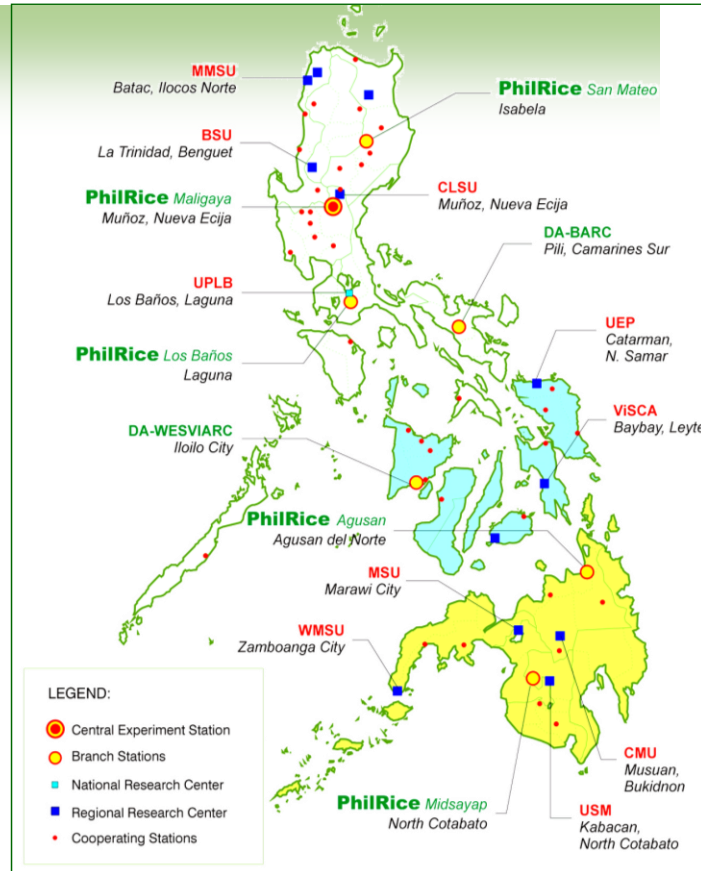 MMSU
Batac, Ilocos Norte
PhilRice San Mateo
Isabela
BSU
La Trinidad, Benguet
PhilRice Maligaya
Muñoz, Nueva Ecija
CLSU
Muñoz, Nueva Ecija
DA-BARC
Pili, Camarines Sur
UPLB
Los Baños, Laguna
UEP
Catarman,
N. Samar
PhilRice Los Baños
Laguna
ViSCA
Baybay, Leyte
DA-WESVIARC
Iloilo City
PhilRice Agusan
Agusan del Norte
MSU
Marawi City
WMSU
Zamboanga City
LEGEND:
Central Experiment Station
Branch Stations
National Research Center
Regional Research Center
Cooperating Stations
CMU
Musuan,
Bukidnon
PhilRice Midsayap
North Cotabato
USM
Kabacan,
North Cotabato